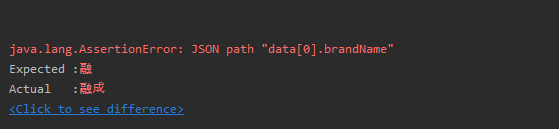 java.lang.AssertionError: JSON path "data[0].brandName"
Expected :融
Actual   :融成
<Click to see difference>